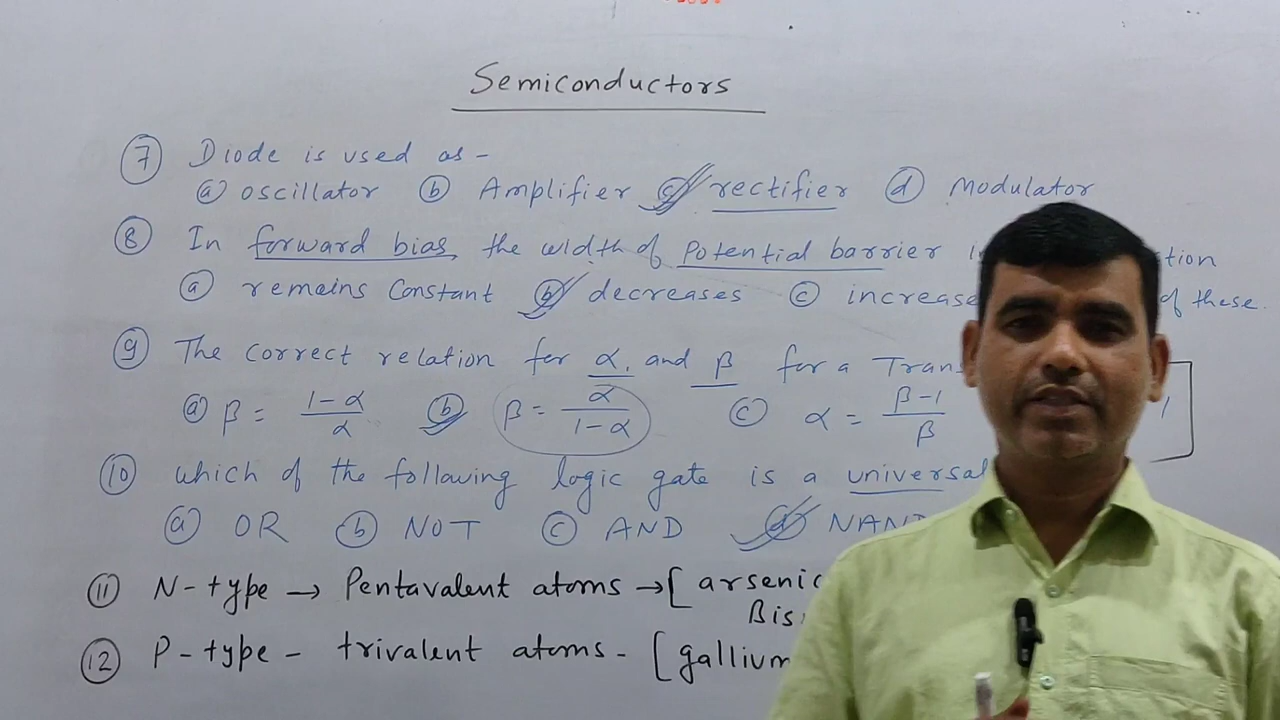 Semiconductors
⑦ Diode is used as -
ⓐ oscillator ⓑ Amplifier ⓒ rectifier ⓓ Modulator
⑧ In forward bias, the width of potential barrier
ⓐ remains Constant ⓑ decreases ⓒ increase of these.
⑨ The correct relation for α and β for a
ⓐ β = (1-α)/α ⓑ β = α/(1-α) ⓒ α = (β-1)/β
⑩ which of the following logic gate is a universal
ⓐ OR ⓑ NOT ⓒ AND ⓓ NAND
⑪ N-type → Pentavalent atoms → [ arsenic
⑫ P-type - trivalent atoms - [ gallium